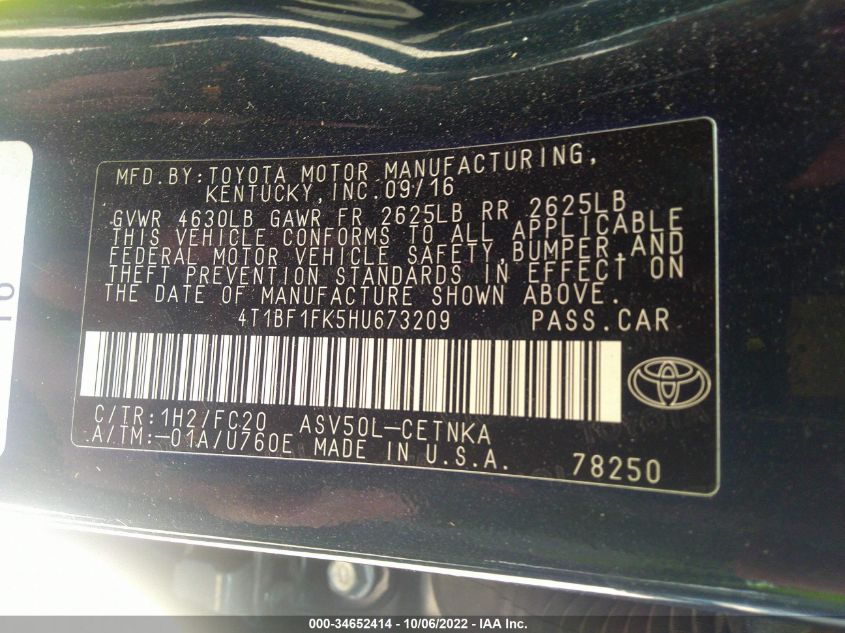 MFD.BY:TOYOTA MOTOR MANUFACTURING,
KENTUCKY,INC.09/16
GVWR 4630LB GAWR FR 2625LB RR 2625LB
THIS VEHICLE CONFORMS TO ALL APPLICABLE
FEDERAL MOTOR VEHICLE SAFETY,BUMPER,AND
THEFT PREVENTION STANDARDS IN EFFECT ON
THE DATE OF MANUFACTURE SHOWN ABOVE.
4T1BF1FK5HU673209 PASS.CAR
C/TR:1H2/FC20 ASV50L-CETNKA
A/TM:-01A/U760E MADE IN U.S.A. 78250
000-34652414 - 10/06/2022 - IAA Inc.